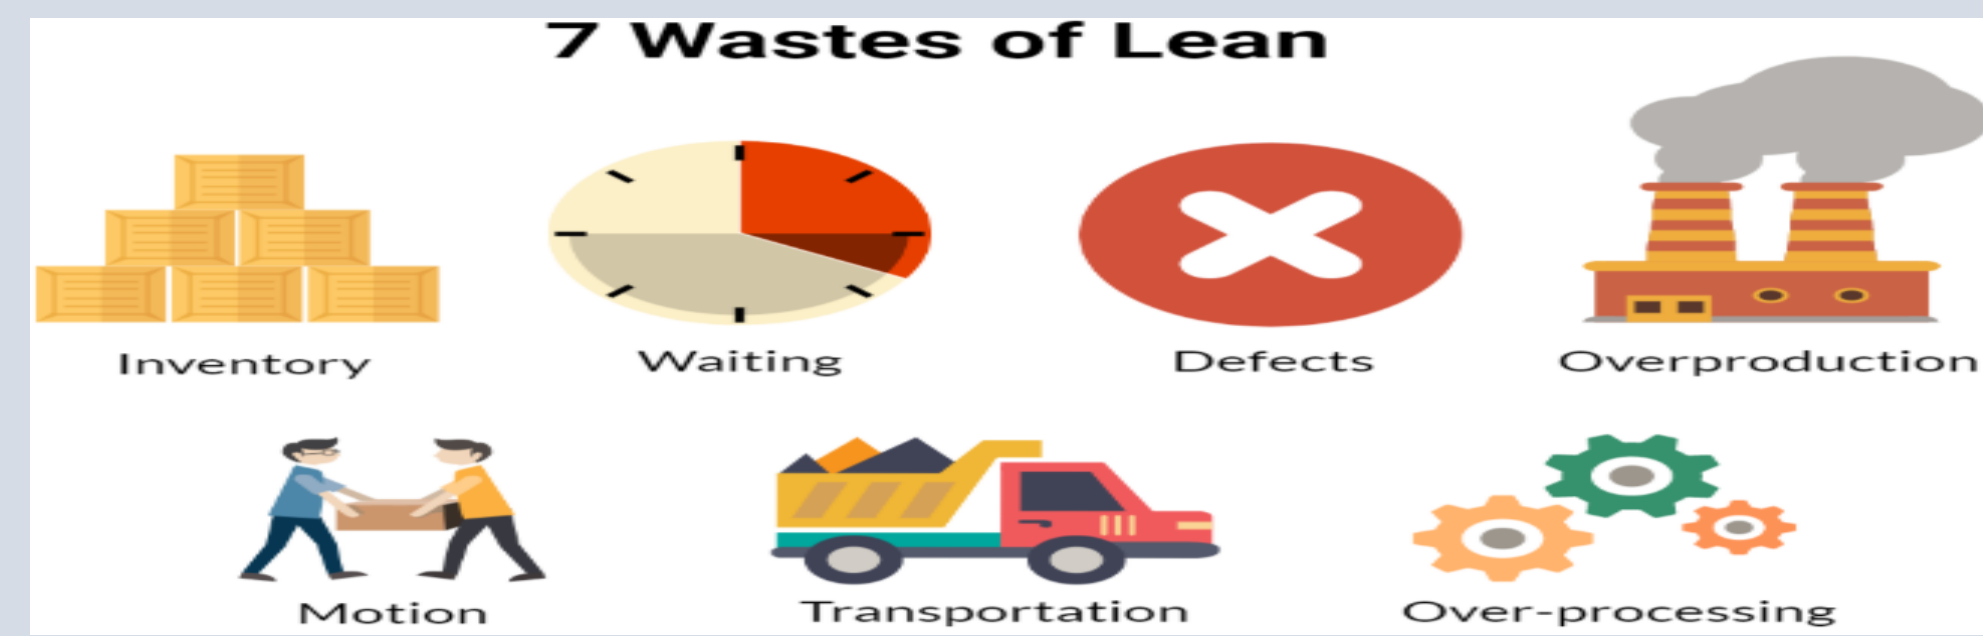 7 Wastes of Lean
Inventory
Waiting
Defects
Overproduction
Motion
Transportation
Over-processing